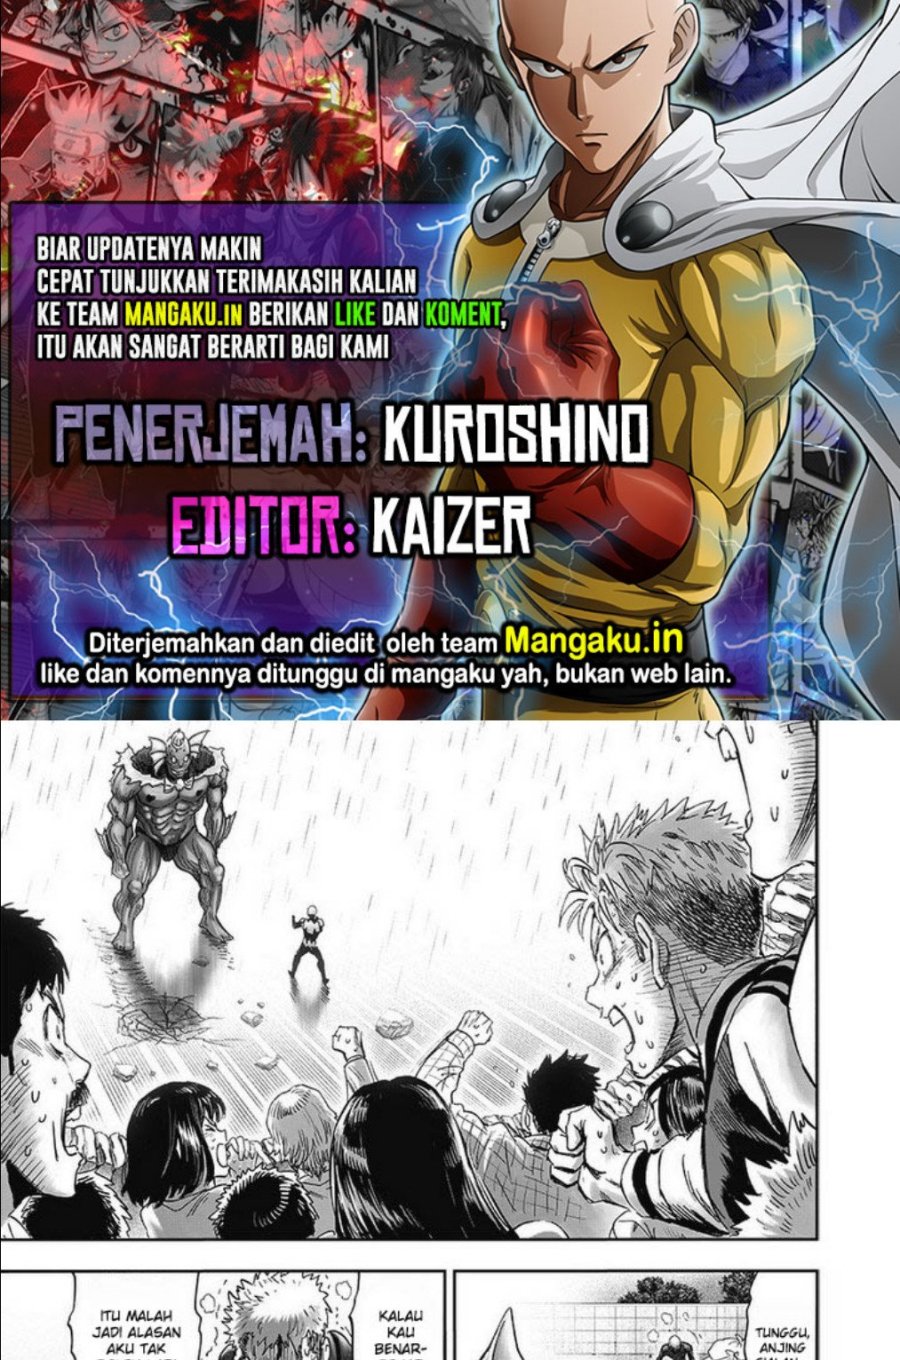 BIAR UPDATENYA MAKIN
CEPAT TUNJUKKAN TERIMAKASIH KALIAN
KE TEAM MANGAKU.IN BERIKAN LIKE DAN KOMENT,
ITU AKAN SANGAT BERARTI BAGI KAMI
PENERJEMAH: KUROSHINO
EDITOR: KAIZER
Diterjemahkan dan diedit oleh team Mangaku.in
like dan komennya ditunggu di mangaku yah, bukan web lain.
TUNGGU,
ANJING
KALAU
KAU
BENAR-
ITU MALAH
JADI ALASAN
AKU TAK